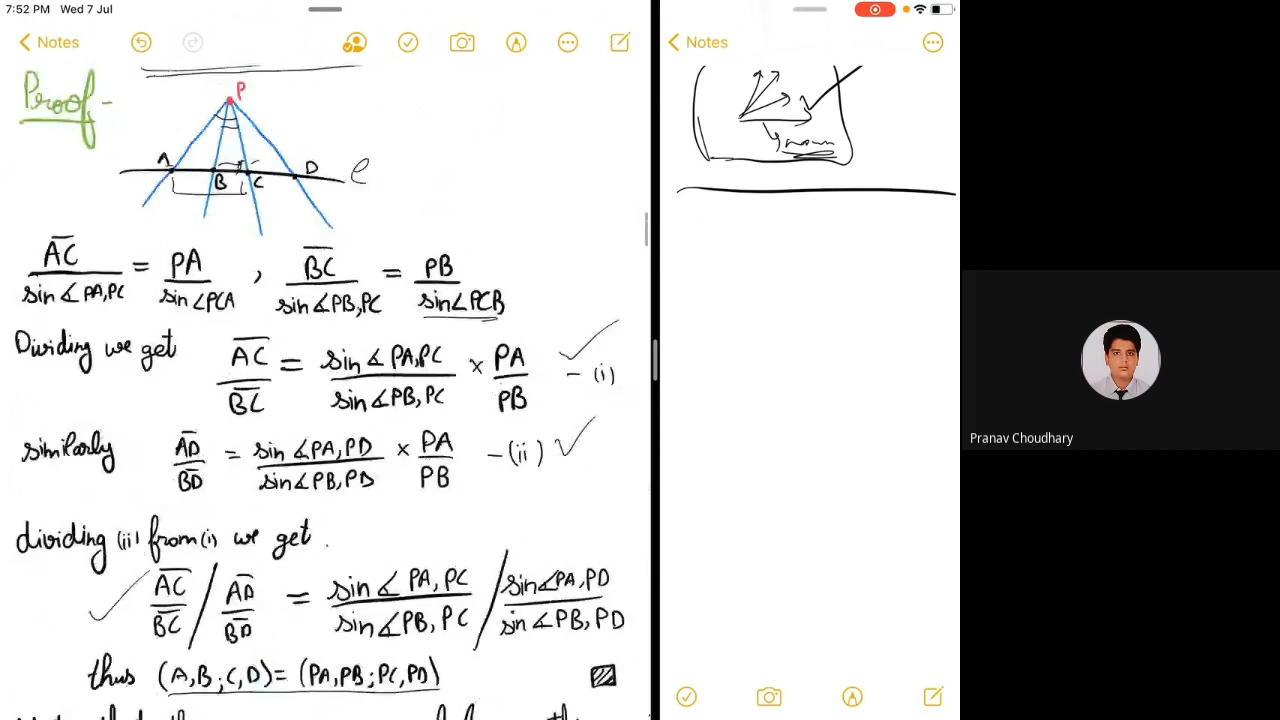 7:52 PM Wed 7 Jul
Notes
Proof-
P
A B C D l
AC/sin∡PA,PC = PA/sin∠PCA , BC/sin∡PB,PC = PB/sin∠PCB
Dividing we get AC/BC = sin∡PA,PC/sin∡PB,PC × PA/PB -(i)
similarly AD/BD = sin∡PA,PD/sin∡PB,PD × PA/PB -(ii)
dividing (ii) from (i) we get.
AC/BC / AD/BD = sin∡PA,PC/sin∡PB,PC / sin∡PA,PD/sin∡PB,PD
thus (A,B;C,D)=(PA,PB;PC,PD)
Notes
Pranav Choudhary